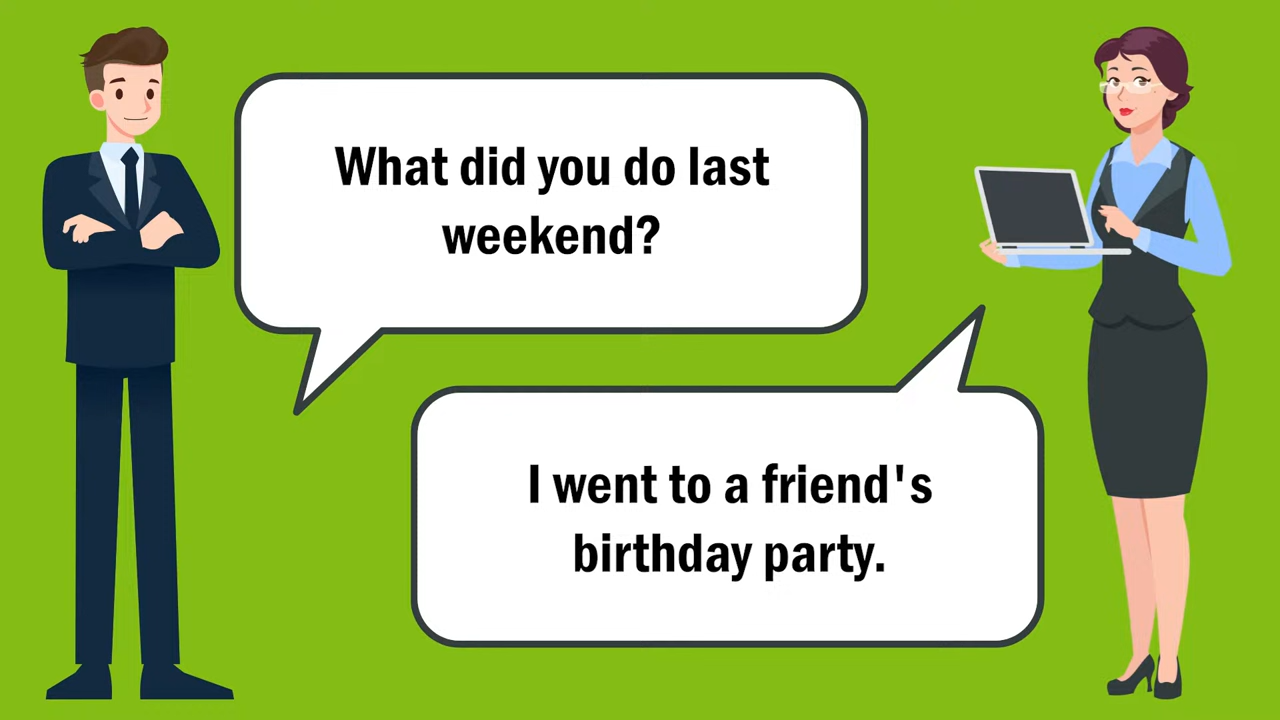 What did you do last
weekend?
I went to a friend's
birthday party.